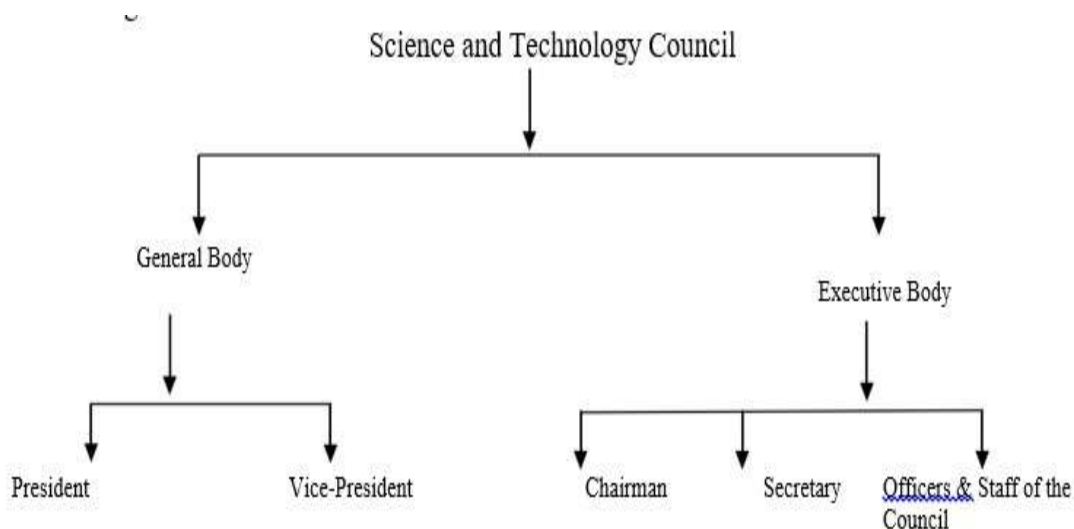 Science and Technology Council
General Body
Executive Body
President
Vice-President
Chairman
Secretary
Officers & Staff of the
Council